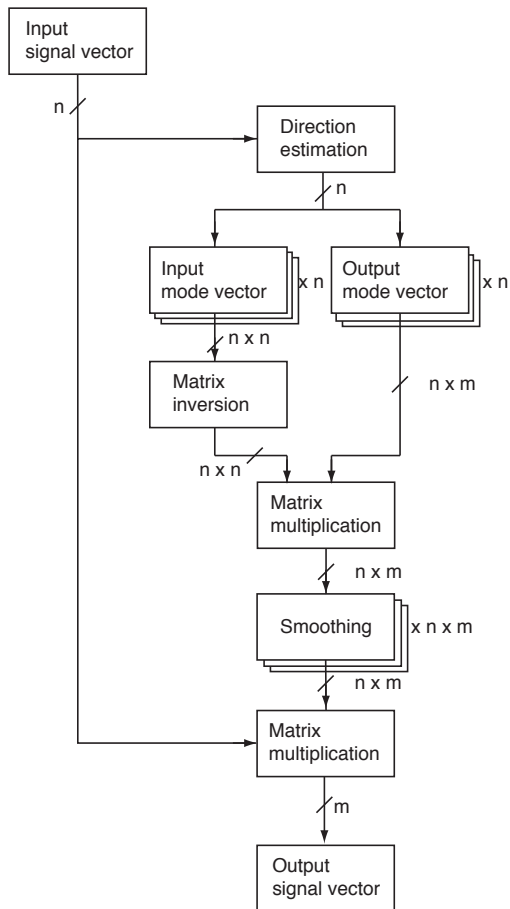 Input
signal vector
n
Direction
estimation
n
Input
mode vector
x n
Output
mode vector
x n
n x n
n x m
Matrix
inversion
n x n
Matrix
multiplication
n x m
Smoothing
x n x m
n x m
Matrix
multiplication
m
Output
signal vector